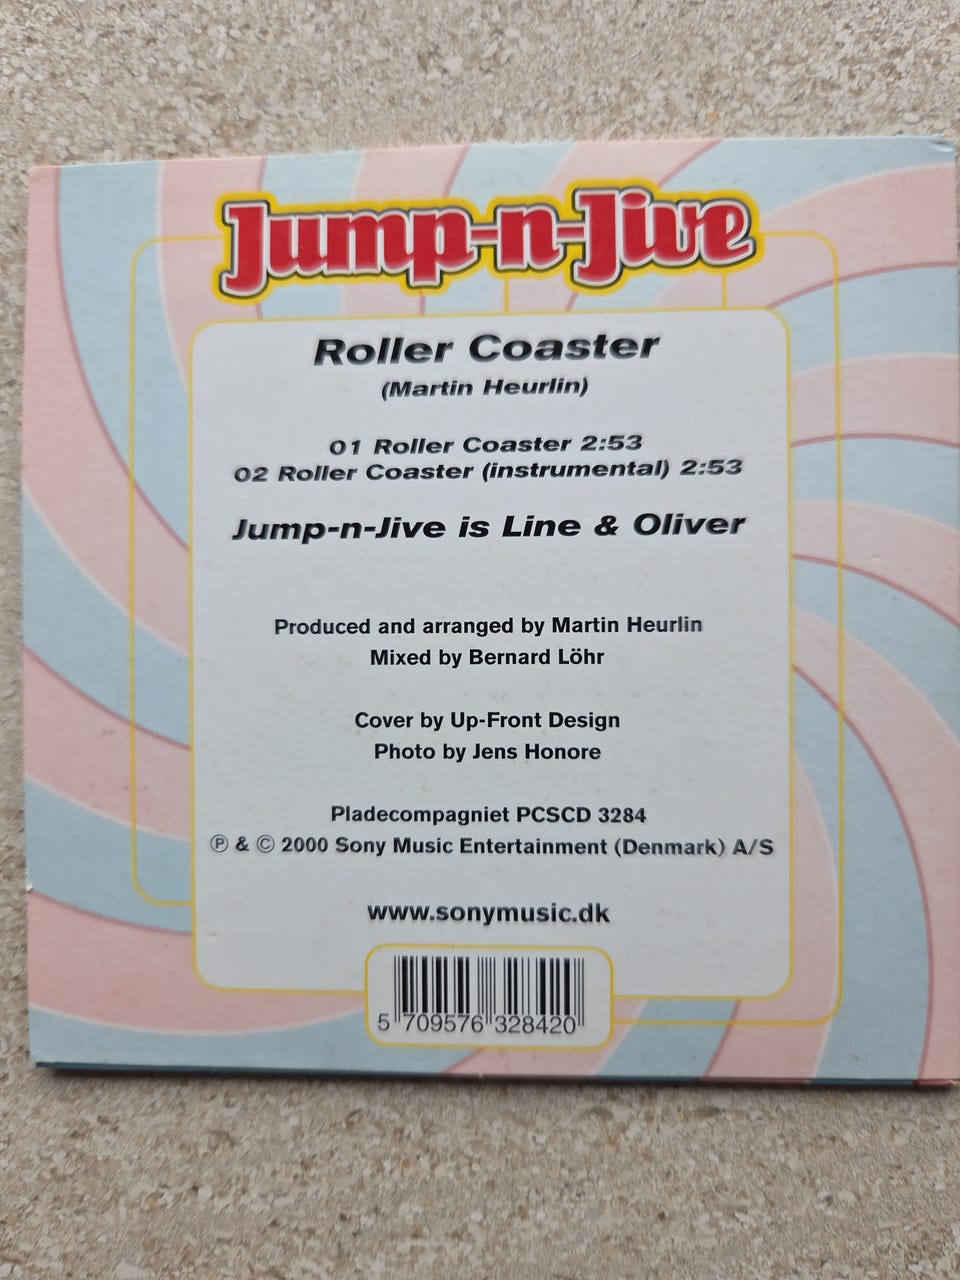 Jump-n-Jive
Roller Coaster
(Martin Heurlin)
01 Roller Coaster 2:53
02 Roller Coaster (instrumental) 2:53
Jump-n-Jive is Line & Oliver
Produced and arranged by Martin Heurlin
Mixed by Bernard Löhr
Cover by Up-Front Design
Photo by Jens Honore
Pladecompagniet PCSCD 3284
℗ & © 2000 Sony Music Entertainment (Denmark) A/S
www.sonymusic.dk
5 709576 328420